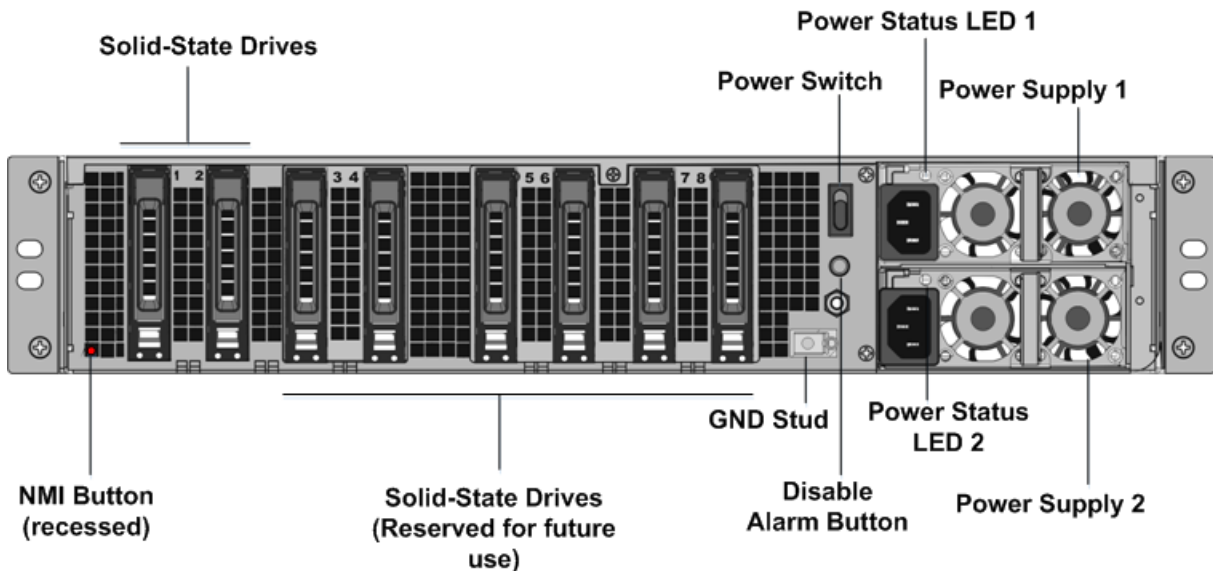 Power Status LED 1
Solid-State Drives
Power Switch
Power Supply 1
1 2
3 4
5 6
7 8
GND Stud
Power Status
LED 2
NMI Button
(recessed)
Solid-State Drives
(Reserved for future
use)
Disable
Alarm Button
Power Supply 2